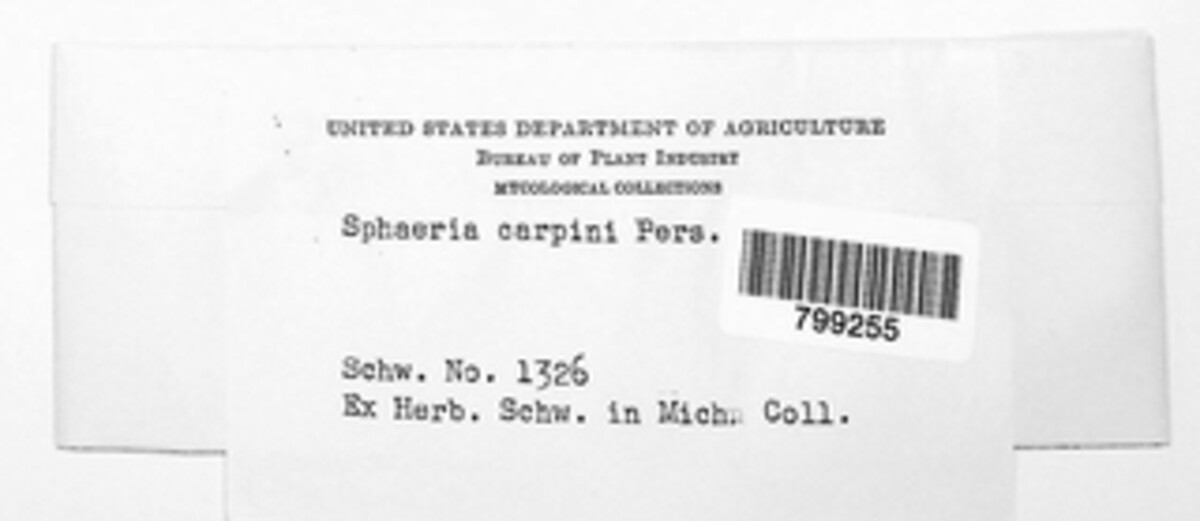 UNITED STATES DEPARTMENT OF AGRICULTURE
BUREAU OF PLANT INDUSTRY
MYCOLOGICAL COLLECTIONS
Sphaeria carpini Pers.
799255
Schw. No. 1326
Ex Herb. Schw. in Mich. Coll.